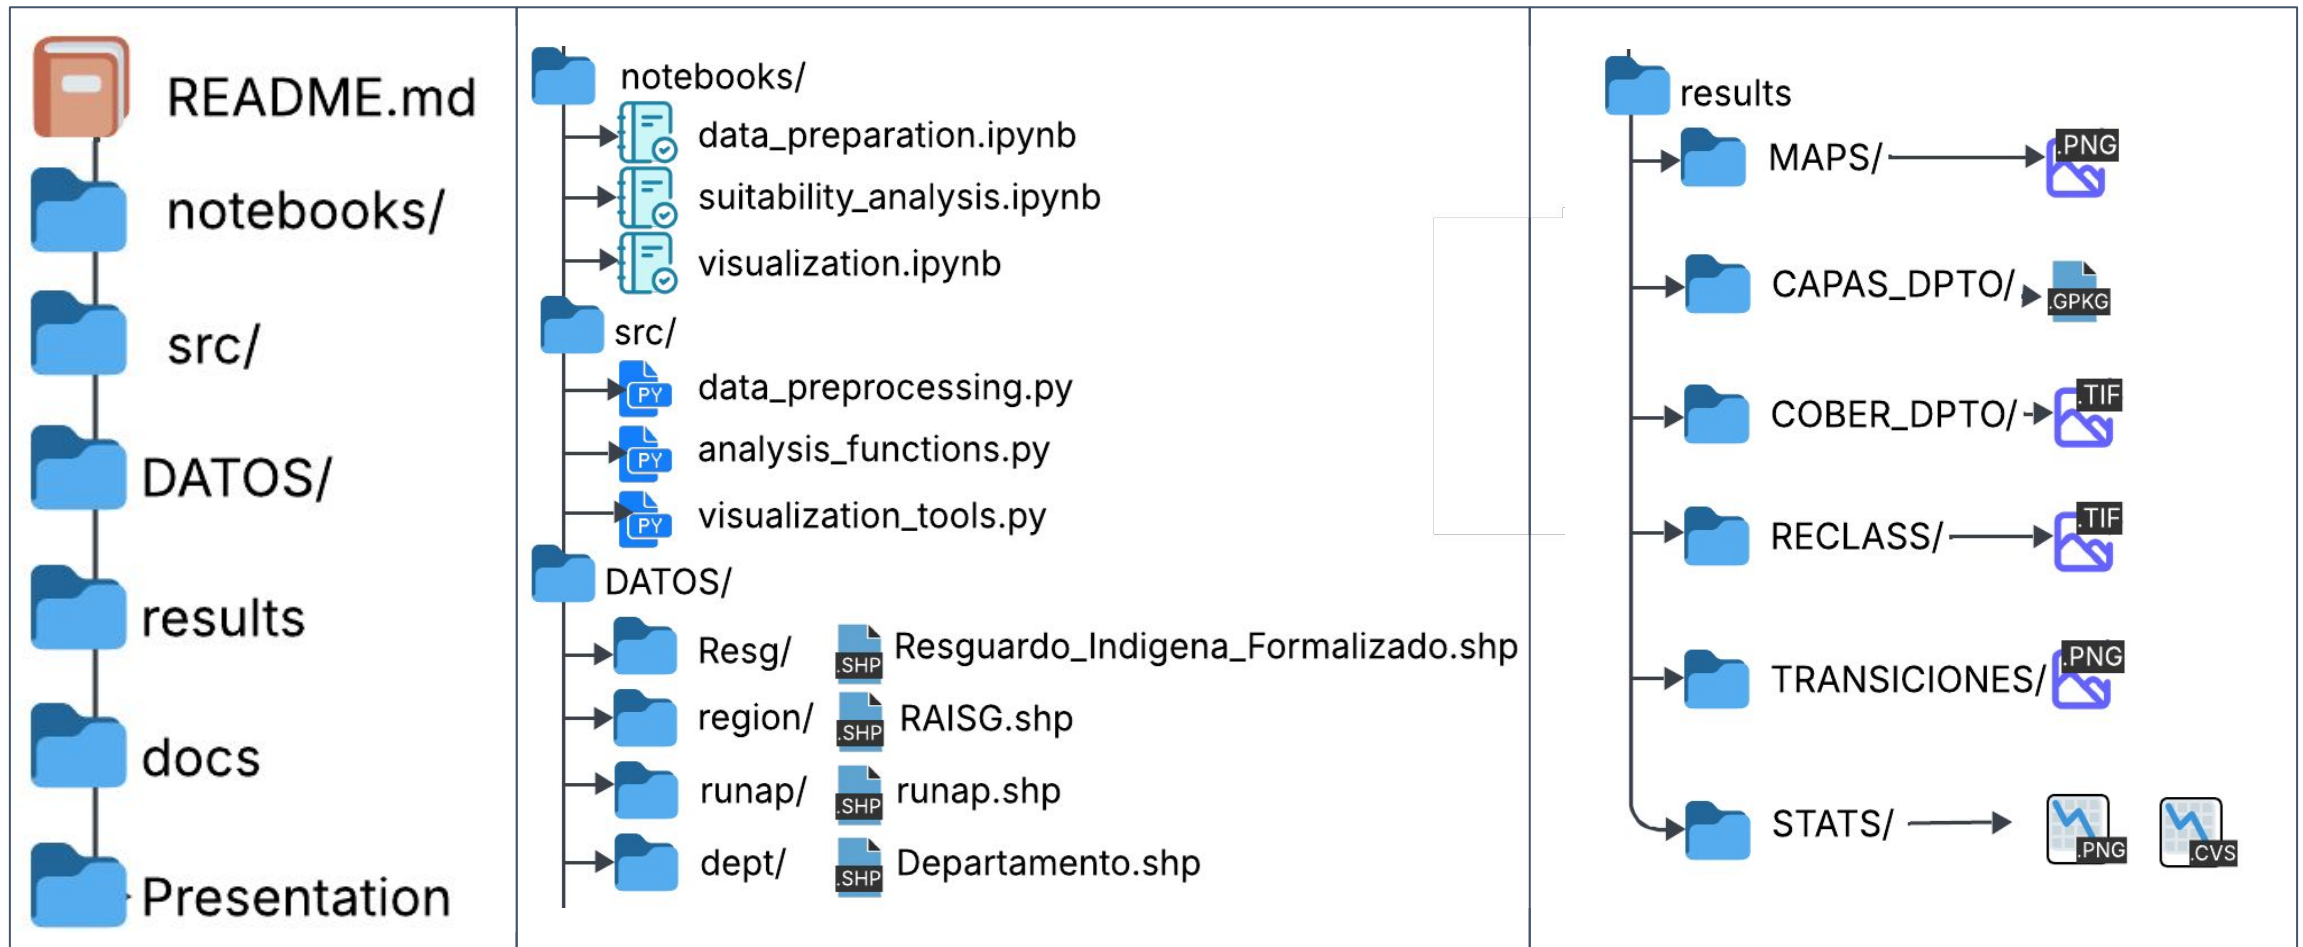 README.md
notebooks/
src/
DATOS/
results
docs
Presentation
notebooks/
data_preparation.ipynb
suitability_analysis.ipynb
visualization.ipynb
src/
PY data_preprocessing.py
PY analysis_functions.py
PY visualization_tools.py
DATOS/
Resg/ .SHP Resguardo_Indigena_Formalizado.shp
region/ .SHP RAISG.shp
runap/ .SHP runap.shp
dept/ .SHP Departamento.shp
results
MAPS/ .PNG
CAPAS_DPTO/ .GPKG
COBER_DPTO/ .TIF
RECLASS/ .TIF
TRANSICIONES/ .PNG
STATS/ .PNG .CVS